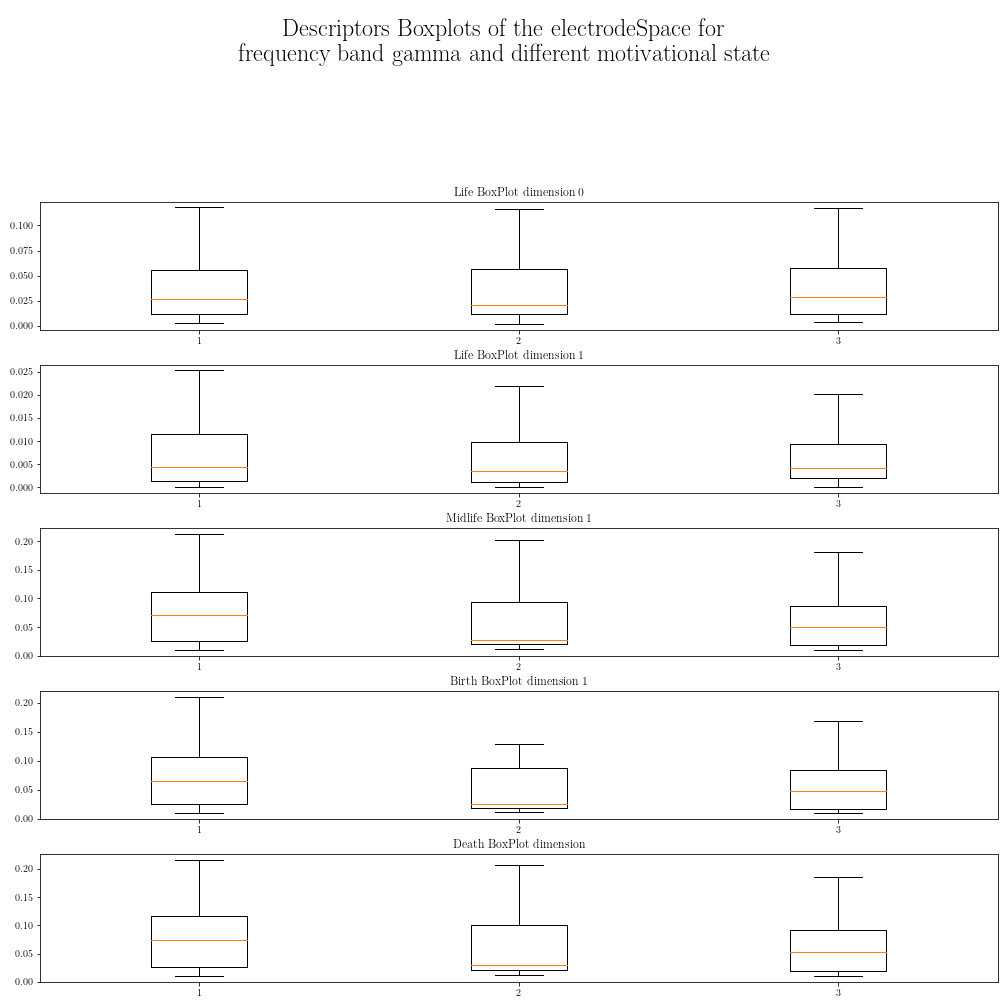 Descriptors Boxplots of the electrodeSpace for
frequency band gamma and different motivational state
Life BoxPlot dimension 0
0.100
0.075
0.050
0.025
0.000
1 2 3
Life BoxPlot dimension 1
0.025
0.020
0.015
0.010
0.005
0.000
1 2 3
Midlife BoxPlot dimension 1
0.20
0.15
0.10
0.05
0.00
1 2 3
Birth BoxPlot dimension 1
0.20
0.15
0.10
0.05
0.00
1 2 3
Death BoxPlot dimension
0.20
0.15
0.10
0.05
0.00
1 2 3